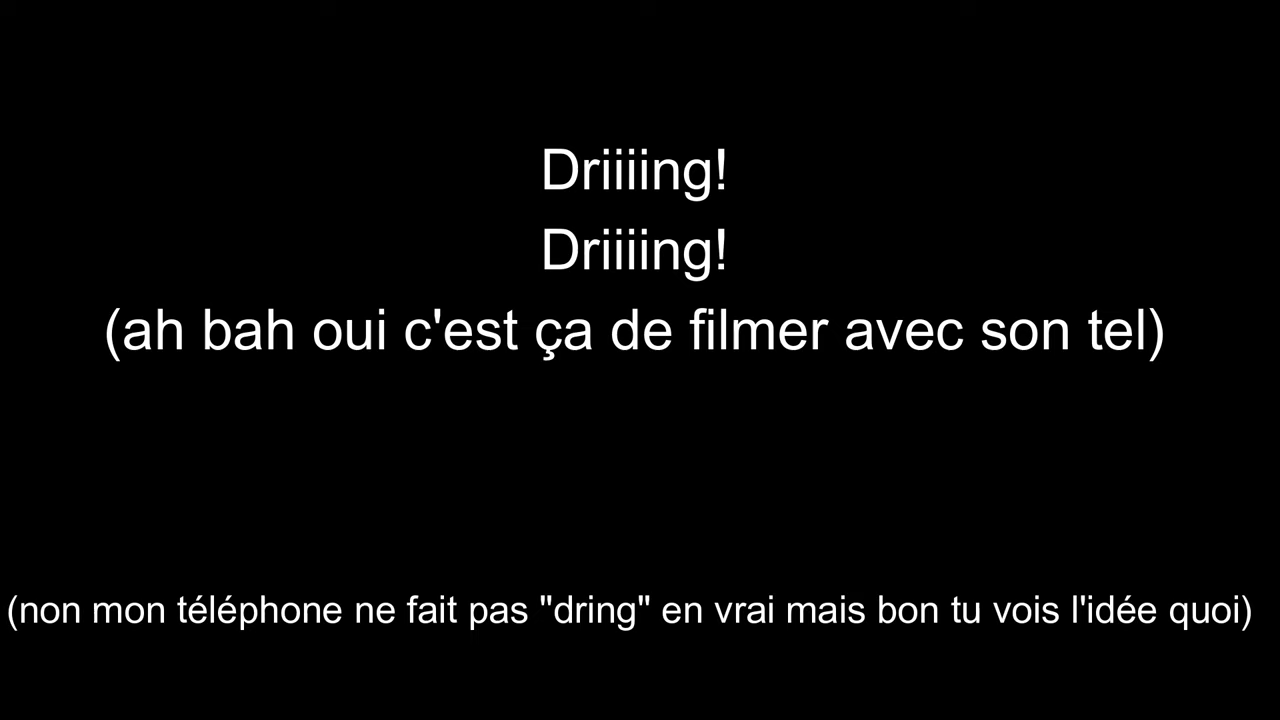 Driiiing!
Driiiing!
(ah bah oui c'est ça de filmer avec son tel)
(non mon téléphone ne fait pas "dring" en vrai mais bon tu vois l'idée quoi)